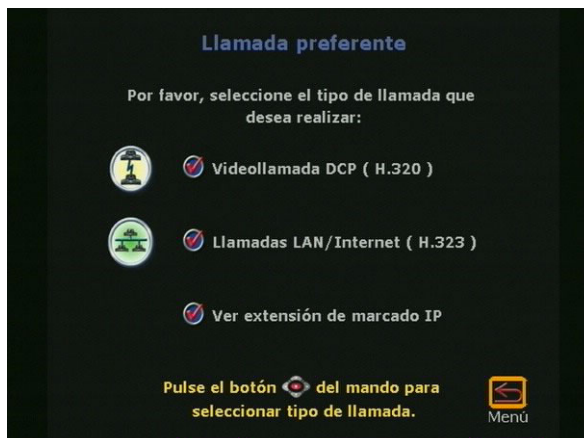 Llamada preferente
Por favor, seleccione el tipo de llamada que
desea realizar:
Videollamada DCP ( H.320 )
Llamadas LAN/Internet ( H.323 )
Ver extensión de marcado IP
Pulse el botón del mando para
seleccionar tipo de llamada.
Menú